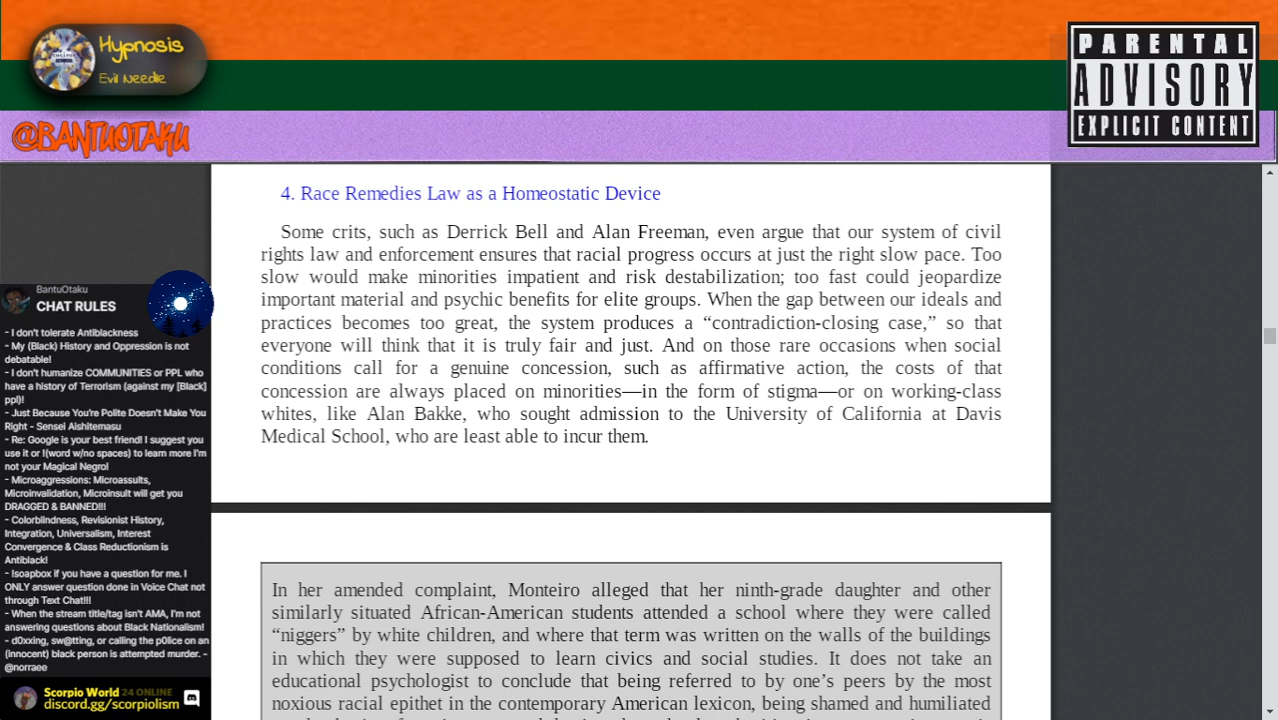 Hypnosis
Evil Needle
PARENTAL
ADVISORY
EXPLICIT CONTENT
@BANTUOTAKU
4. Race Remedies Law as a Homeostatic Device
Some crits, such as Derrick Bell and Alan Freeman, even argue that our system of civil
rights law and enforcement ensures that racial progress occurs at just the right slow pace. Too
slow would make minorities impatient and risk destabilization; too fast could jeopardize
important material and psychic benefits for elite groups. When the gap between our ideals and
practices becomes too great, the system produces a “contradiction-closing case,” so that
everyone will think that it is truly fair and just. And on those rare occasions when social
conditions call for a genuine concession, such as affirmative action, the costs of that
concession are always placed on minorities—in the form of stigma—or on working-class
whites, like Alan Bakke, who sought admission to the University of California at Davis
Medical School, who are least able to incur them.
In her amended complaint, Monteiro alleged that her ninth-grade daughter and other
similarly situated African-American students attended a school where they were called
“niggers” by white children, and where that term was written on the walls of the buildings
in which they were supposed to learn civics and social studies. It does not take an
educational psychologist to conclude that being referred to by one’s peers by the most
noxious racial epithet in the contemporary American lexicon, being shamed and humiliated
BantuOtaku
CHAT RULES
- I don't tolerate Antiblackness
- My (Black) History and Oppression is not
debatable!
- I don't humanize COMMUNITIES or PPL who
have a history of Terrorism (against my [Black]
ppl)!
- Just Because You're Polite Doesn't Make You
Right - Sensei Aishitemasu
- Re: Google is your best friend! I suggest you
use it or !(word w/no spaces) to learn more I'm
not your Magical Negro!
- Microaggressions: Microassults,
Microinvalidation, Microinsult will get you
DRAGGED & BANNED!!!
- Colorblindness, Revisionist History,
Integration, Universalism, Interest
Convergence & Class Reductionism is
Antiblack!
- !soapbox if you have a question for me. I
ONLY answer question done in Voice Chat not
through Text Chat!!!
- When the stream title/tag isn't AMA, I'm not
answering questions about Black Nationalism!
- d0xxing, sw@tting, or calling the p0lice on an
(innocent) black person is attempted murder. -
@norraee
Scorpio World 24 ONLINE
discord.gg/scorpiolism